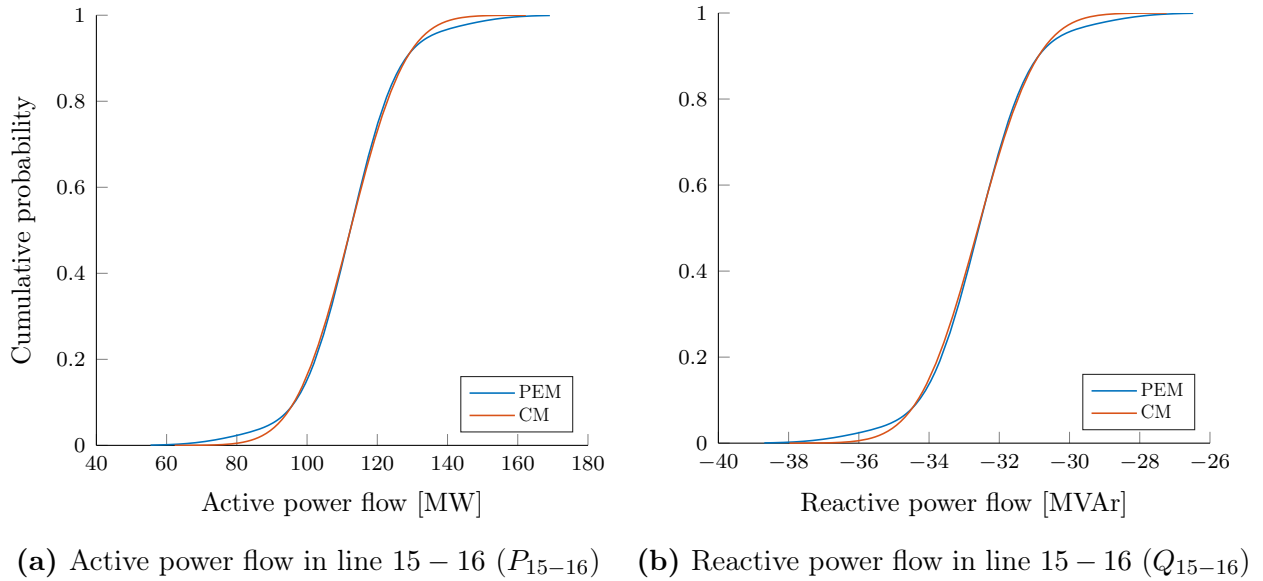 Cumulative probability
1
0.8
0.6
0.4
0.2
0
40 60 80 100 120 140 160 180
PEM
CM
Active power flow [MW]
(a) Active power flow in line 15 − 16 (P15−16)
1
0.8
0.6
0.4
0.2
0
−40 −38 −36 −34 −32 −30 −28 −26
PEM
CM
Reactive power flow [MVAr]
(b) Reactive power flow in line 15 − 16 (Q15−16)